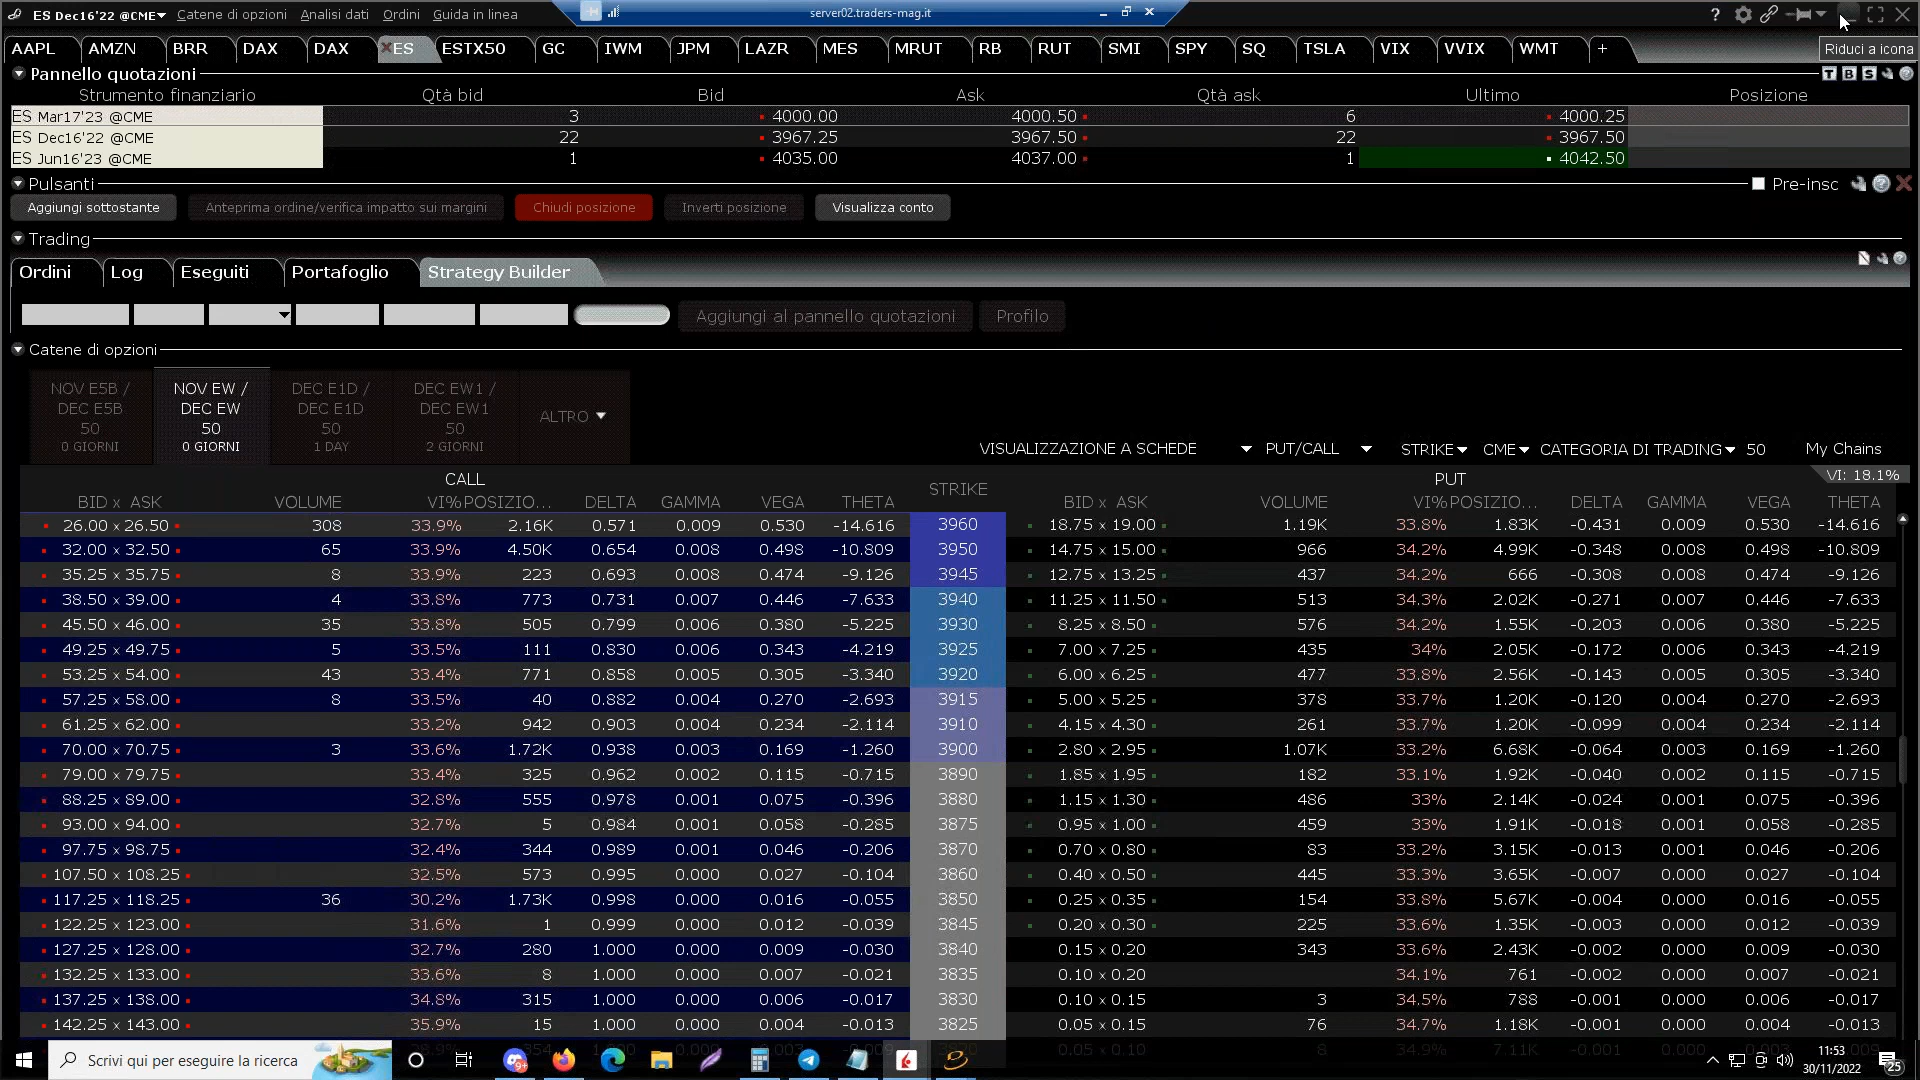 ES Dec16'22 @CME Catene di opzioni Analisi dati Ordini Guida in linea server02.traders-mag.it ?
AAPL AMZN BRR DAX DAX ES ESTX50 GC IWM JPM LAZR MES MRUT RB RUT SMI SPY SQ TSLA VIX VVIX WMT + Riduci a icona
Pannello quotazioni T B S
Strumento finanziario Qtà bid Bid Ask Qtà ask Ultimo Posizione
ES Mar17'23 @CME 3 4000.00 4000.50 6 4000.25
ES Dec16'22 @CME 22 3967.25 3967.50 22 3967.50
ES Jun16'23 @CME 1 4035.00 4037.00 1 4042.50
Pulsanti Pre-insc
Aggiungi sottostante Anteprima ordine/verifica impatto sui margini Chiudi posizione Inverti posizione Visualizza conto
Trading
Ordini Log Eseguiti Portafoglio Strategy Builder
Aggiungi al pannello quotazioni Profilo
Catene di opzioni
NOV E5B / DEC E5B 50 0 GIORNI
NOV EW / DEC EW 50 0 GIORNI
DEC E1D / DEC E1D 50 1 DAY
DEC EW1 / DEC EW1 50 2 GIORNI
ALTRO
VISUALIZZAZIONE A SCHEDE PUT/CALL STRIKE CME CATEGORIA DI TRADING 50 My Chains
CALL PUT VI: 18.1%
BID x ASK VOLUME VI% POSIZIO... DELTA GAMMA VEGA THETA STRIKE BID x ASK VOLUME VI% POSIZIO... DELTA GAMMA VEGA THETA
26.00 x 26.50 308 33.9% 2.16K 0.571 0.009 0.530 -14.616 3960 18.75 x 19.00 1.19K 33.8% 1.83K -0.431 0.009 0.530 -14.616
32.00 x 32.50 65 33.9% 4.50K 0.654 0.008 0.498 -10.809 3950 14.75 x 15.00 966 34.2% 4.99K -0.348 0.008 0.498 -10.809
35.25 x 35.75 8 33.9% 223 0.693 0.008 0.474 -9.126 3945 12.75 x 13.25 437 34.2% 666 -0.308 0.008 0.474 -9.126
38.50 x 39.00 4 33.8% 773 0.731 0.007 0.446 -7.633 3940 11.25 x 11.50 513 34.3% 2.02K -0.271 0.007 0.446 -7.633
45.50 x 46.00 35 33.8% 505 0.799 0.006 0.380 -5.225 3930 8.25 x 8.50 576 34.2% 1.55K -0.203 0.006 0.380 -5.225
49.25 x 49.75 5 33.5% 111 0.830 0.006 0.343 -4.219 3925 7.00 x 7.25 435 34% 2.05K -0.172 0.006 0.343 -4.219
53.25 x 54.00 43 33.4% 771 0.858 0.005 0.305 -3.340 3920 6.00 x 6.25 477 33.8% 2.56K -0.143 0.005 0.305 -3.340
57.25 x 58.00 8 33.5% 40 0.882 0.004 0.270 -2.693 3915 5.00 x 5.25 378 33.7% 1.20K -0.120 0.004 0.270 -2.693
61.25 x 62.00 33.2% 942 0.903 0.004 0.234 -2.114 3910 4.15 x 4.30 261 33.7% 1.20K -0.099 0.004 0.234 -2.114
70.00 x 70.75 3 33.6% 1.72K 0.938 0.003 0.169 -1.260 3900 2.80 x 2.95 1.07K 33.2% 6.68K -0.064 0.003 0.169 -1.260
79.00 x 79.75 33.4% 325 0.962 0.002 0.115 -0.715 3890 1.85 x 1.95 182 33.1% 1.92K -0.040 0.002 0.115 -0.715
88.25 x 89.00 32.8% 555 0.978 0.001 0.075 -0.396 3880 1.15 x 1.30 486 33% 2.14K -0.024 0.001 0.075 -0.396
93.00 x 94.00 32.7% 5 0.984 0.001 0.058 -0.285 3875 0.95 x 1.00 459 33% 1.91K -0.018 0.001 0.058 -0.285
97.75 x 98.75 32.4% 344 0.989 0.001 0.046 -0.206 3870 0.70 x 0.80 83 33.2% 3.15K -0.013 0.001 0.046 -0.206
107.50 x 108.25 32.5% 573 0.995 0.000 0.027 -0.104 3860 0.40 x 0.50 445 33.3% 3.65K -0.007 0.000 0.027 -0.104
117.25 x 118.25 36 30.2% 1.73K 0.998 0.000 0.016 -0.055 3850 0.25 x 0.35 154 33.8% 5.67K -0.004 0.000 0.016 -0.055
122.25 x 123.00 31.6% 1 0.999 0.000 0.012 -0.039 3845 0.20 x 0.30 225 33.6% 1.35K -0.003 0.000 0.012 -0.039
127.25 x 128.00 32.7% 280 1.000 0.000 0.009 -0.030 3840 0.15 x 0.20 343 33.6% 2.43K -0.002 0.000 0.009 -0.030
132.25 x 133.00 33.6% 8 1.000 0.000 0.007 -0.021 3835 0.10 x 0.20 34.1% 761 -0.002 0.000 0.007 -0.021
137.25 x 138.00 34.8% 315 1.000 0.000 0.006 -0.017 3830 0.10 x 0.15 3 34.5% 788 -0.001 0.000 0.006 -0.017
142.25 x 143.00 35.9% 15 1.000 0.000 0.004 -0.013 3825 0.05 x 0.15 76 34.7% 1.18K -0.001 0.000 0.004 -0.013
Scrivi qui per eseguire la ricerca 9+ 11:53
30/11/2022 25